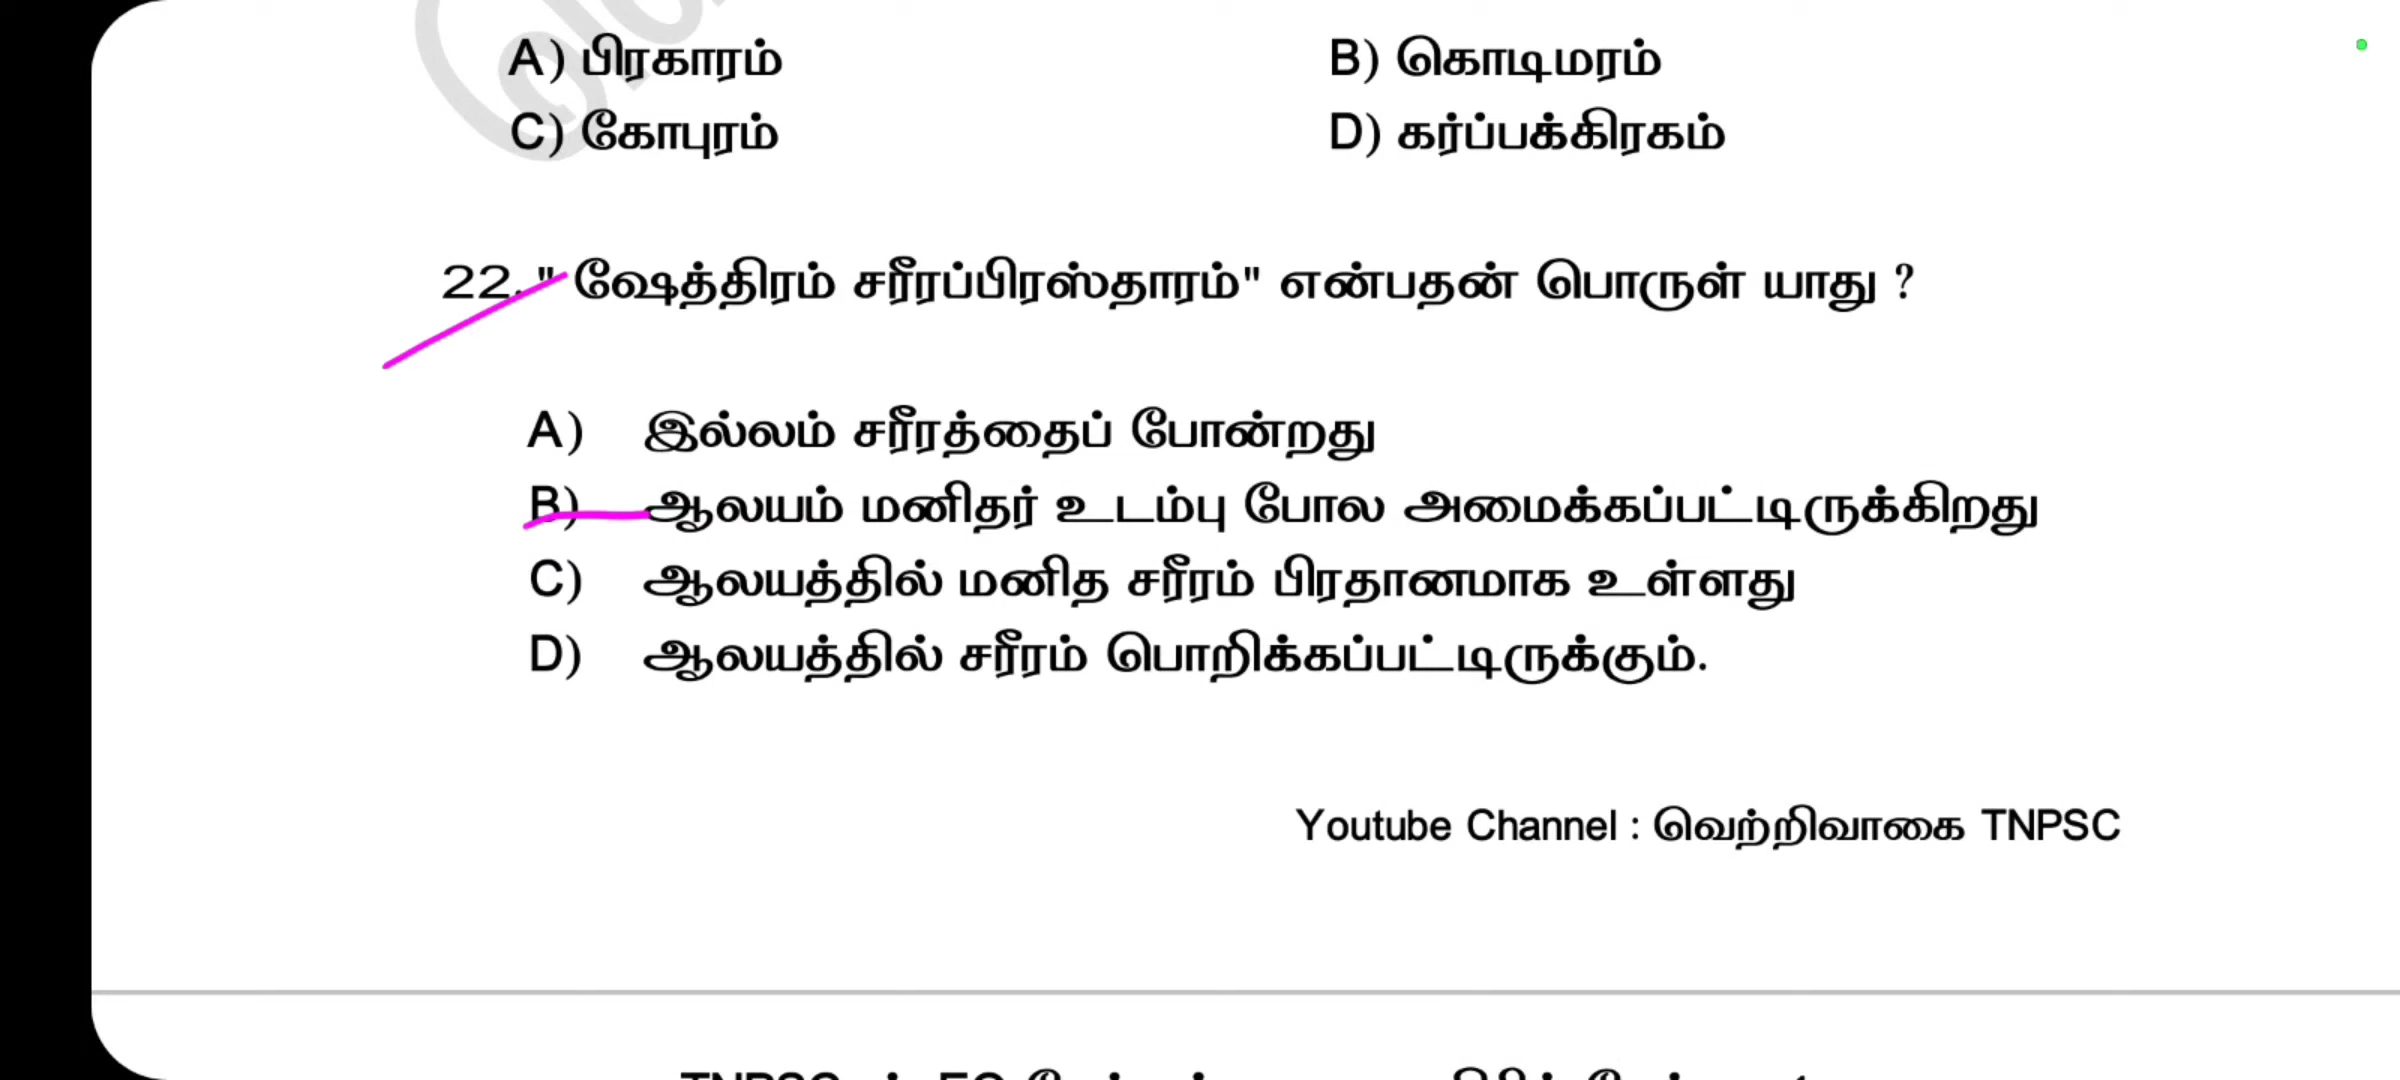 A) பிரகாரம் B) கொடிமரம்
C) கோபுரம் D) கர்ப்பக்கிரகம்
22. " ஷேத்திரம் சரீரப்பிரஸ்தாரம்" என்பதன் பொருள் யாது ?
A) இல்லம் சரீரத்தைப் போன்றது
B) ஆலயம் மனிதர் உடம்பு போல அமைக்கப்பட்டிருக்கிறது
C) ஆலயத்தில் மனித சரீரம் பிரதாணமாக உள்ளது
D) ஆலயத்தில் சரீரம் பொறிக்கப்பட்டிருக்கும்.
Youtube Channel : வெற்றிவாகை TNPSC